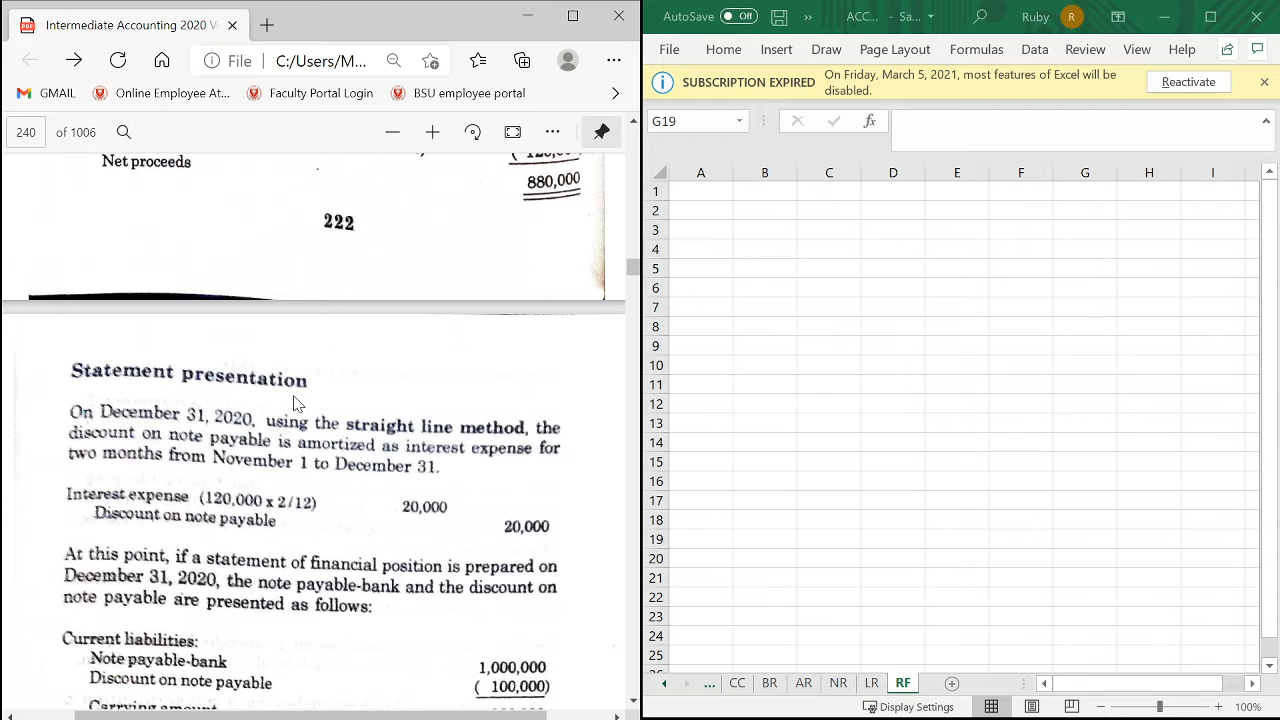 Intermediate Accounting 2020 V
File
C:/Users/M...
GMAIL
Online Employee At...
Faculty Portal Login
BSU employee portal
240
of 1006
Net proceeds
880,000
222
Statement presentation
On December 31, 2020, using the straight line method, the
discount on note payable is amortized as interest expense for
two months from November 1 to December 31.
Interest expense (120,000 x 2/12) 20,000
Discount on note payable 20,000
At this point, if a statement of financial position is prepared on
December 31, 2020, the note payable-bank and the discount on
note payable are presented as follows:
Current liabilities:
Note payable-bank 1,000,000
Discount on note payable ( 100,000)
Carrying amount
AutoSave Off
ACC... - Sa...
Ruby
R
File Home Insert Draw Page Layout Formulas Data Review View Help
SUBSCRIPTION EXPIRED On Friday, March 5, 2021, most features of Excel will be
disabled.
Reactivate
G19
fx
A B C D E F G H I
1
2
3
4
5
6
7
8
9
10
11
12
13
14
15
16
17
18
19
20
21
22
23
24
25
... CC BR AR NR LR RF
Display Settings
100%